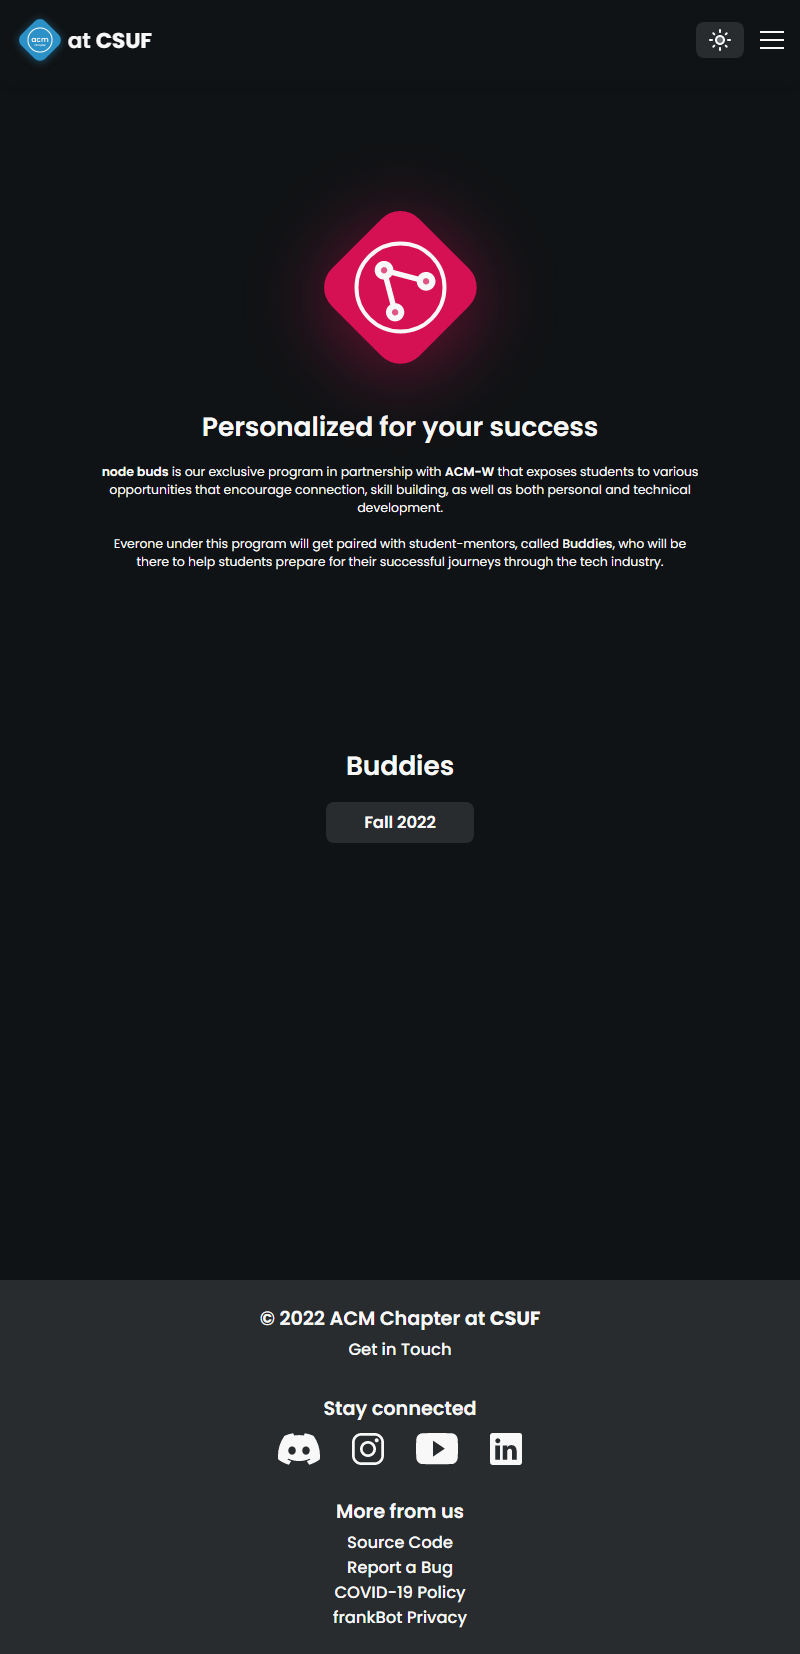 acm
at CSUF
Personalized for your success
node buds is our exclusive program in partnership with ACM-W that exposes students to various
opportunities that encourage connection, skill building, as well as both personal and technical
development.
Everone under this program will get paired with student-mentors, called Buddies, who will be
there to help students prepare for their successful journeys through the tech industry.
Buddies
Fall 2022
© 2022 ACM Chapter at CSUF
Get in Touch
Stay connected
in
More from us
Source Code
Report a Bug
COVID-19 Policy
frankBot Privacy